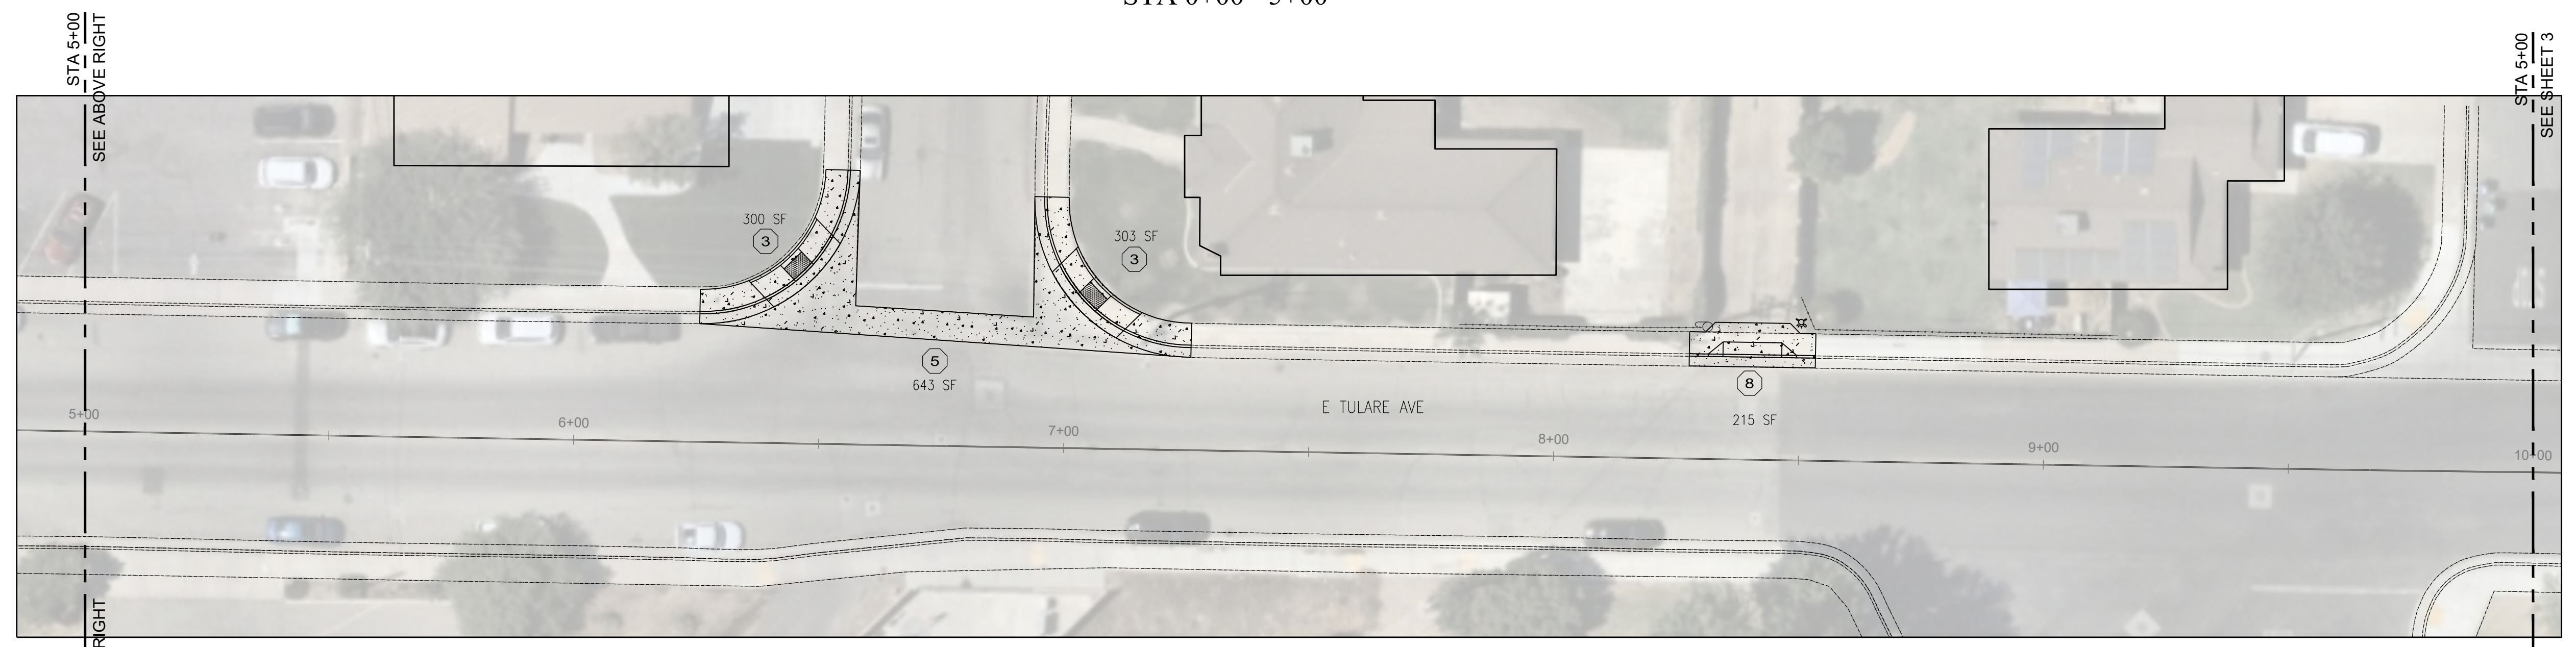 STA 5+00
SEE ABOVE RIGHT
STA 5+00
SEE SHEET 3
300 SF
3
303 SF
3
5
643 SF
8
215 SF
E TULARE AVE
5+00
6+00
7+00
8+00
9+00
10+00
RIGHT